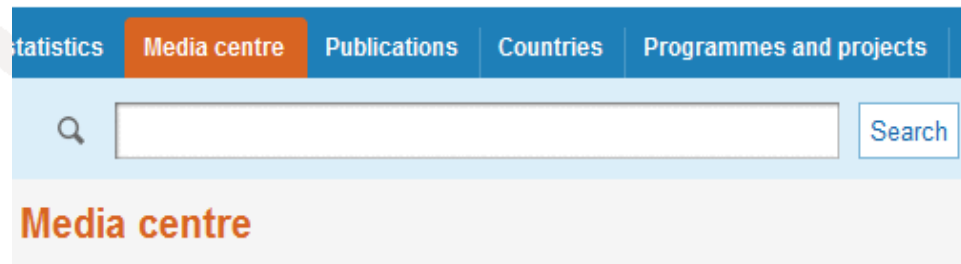 statistics Media centre Publications Countries Programmes and projects
Search
Media centre